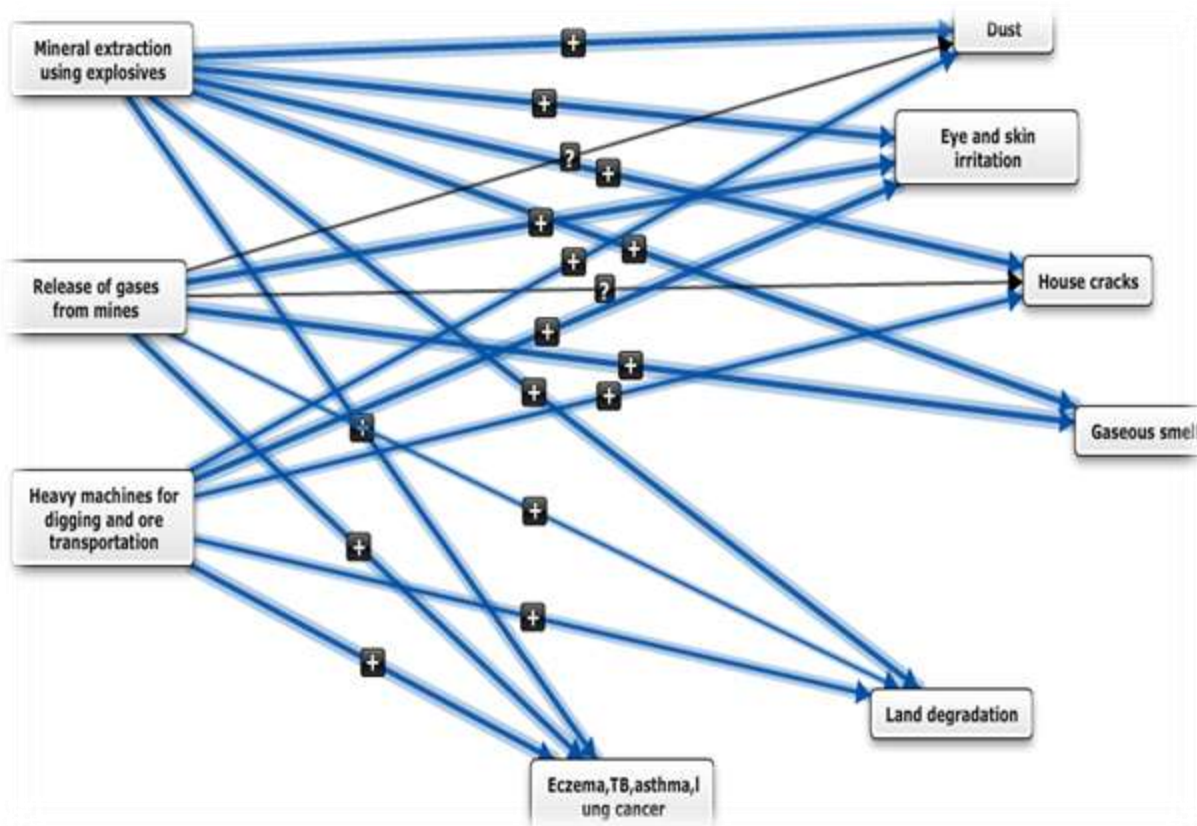 Mineral extraction
using explosives
Dust
+
+
Eye and skin
irritation
?
+
+
+
+
Release of gases
from mines
?
House cracks
+
+
+
+
Gaseous smel
+
Heavy machines for
digging and ore
transportation
+
+
+
+
Land degradation
Eczema,TB,asthma,l
ung cancer